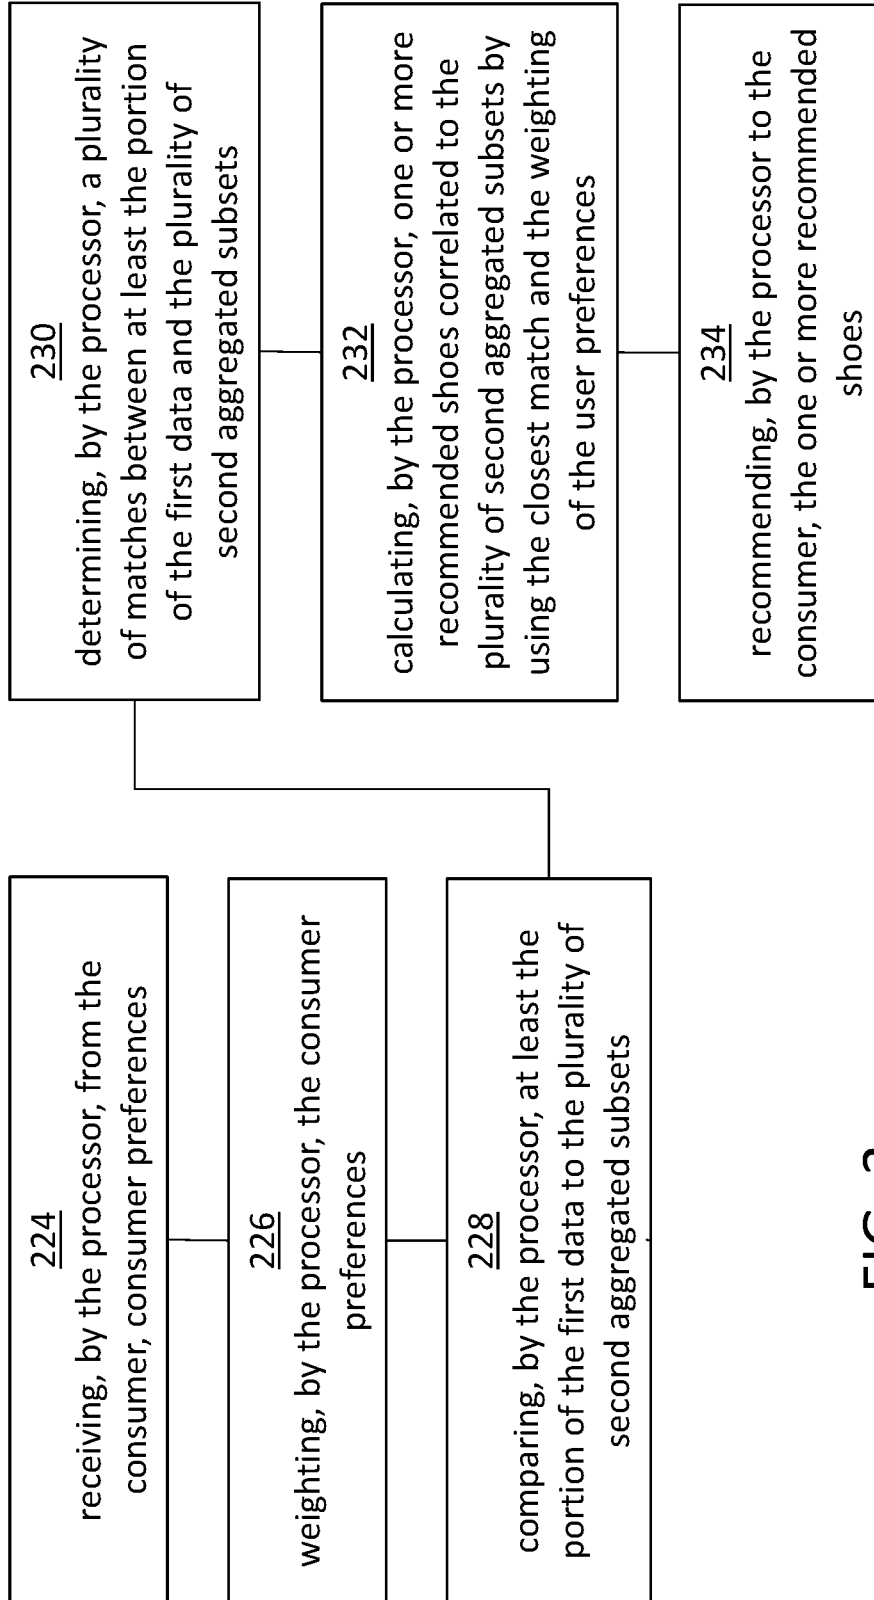 224
receiving, by the processor, from the
consumer, consumer preferences
226
weighting, by the processor, the consumer
preferences
228
comparing, by the processor, at least the
portion of the first data to the plurality of
second aggregated subsets
230
determining, by the processor, a plurality
of matches between at least the portion
of the first data and the plurality of
second aggregated subsets
232
calculating, by the processor, one or more
recommended shoes correlated to the
plurality of second aggregated subsets by
using the closest match and the weighting
of the user preferences
234
recommending, by the processor to the
consumer, the one or more recommended
shoes
FIG.